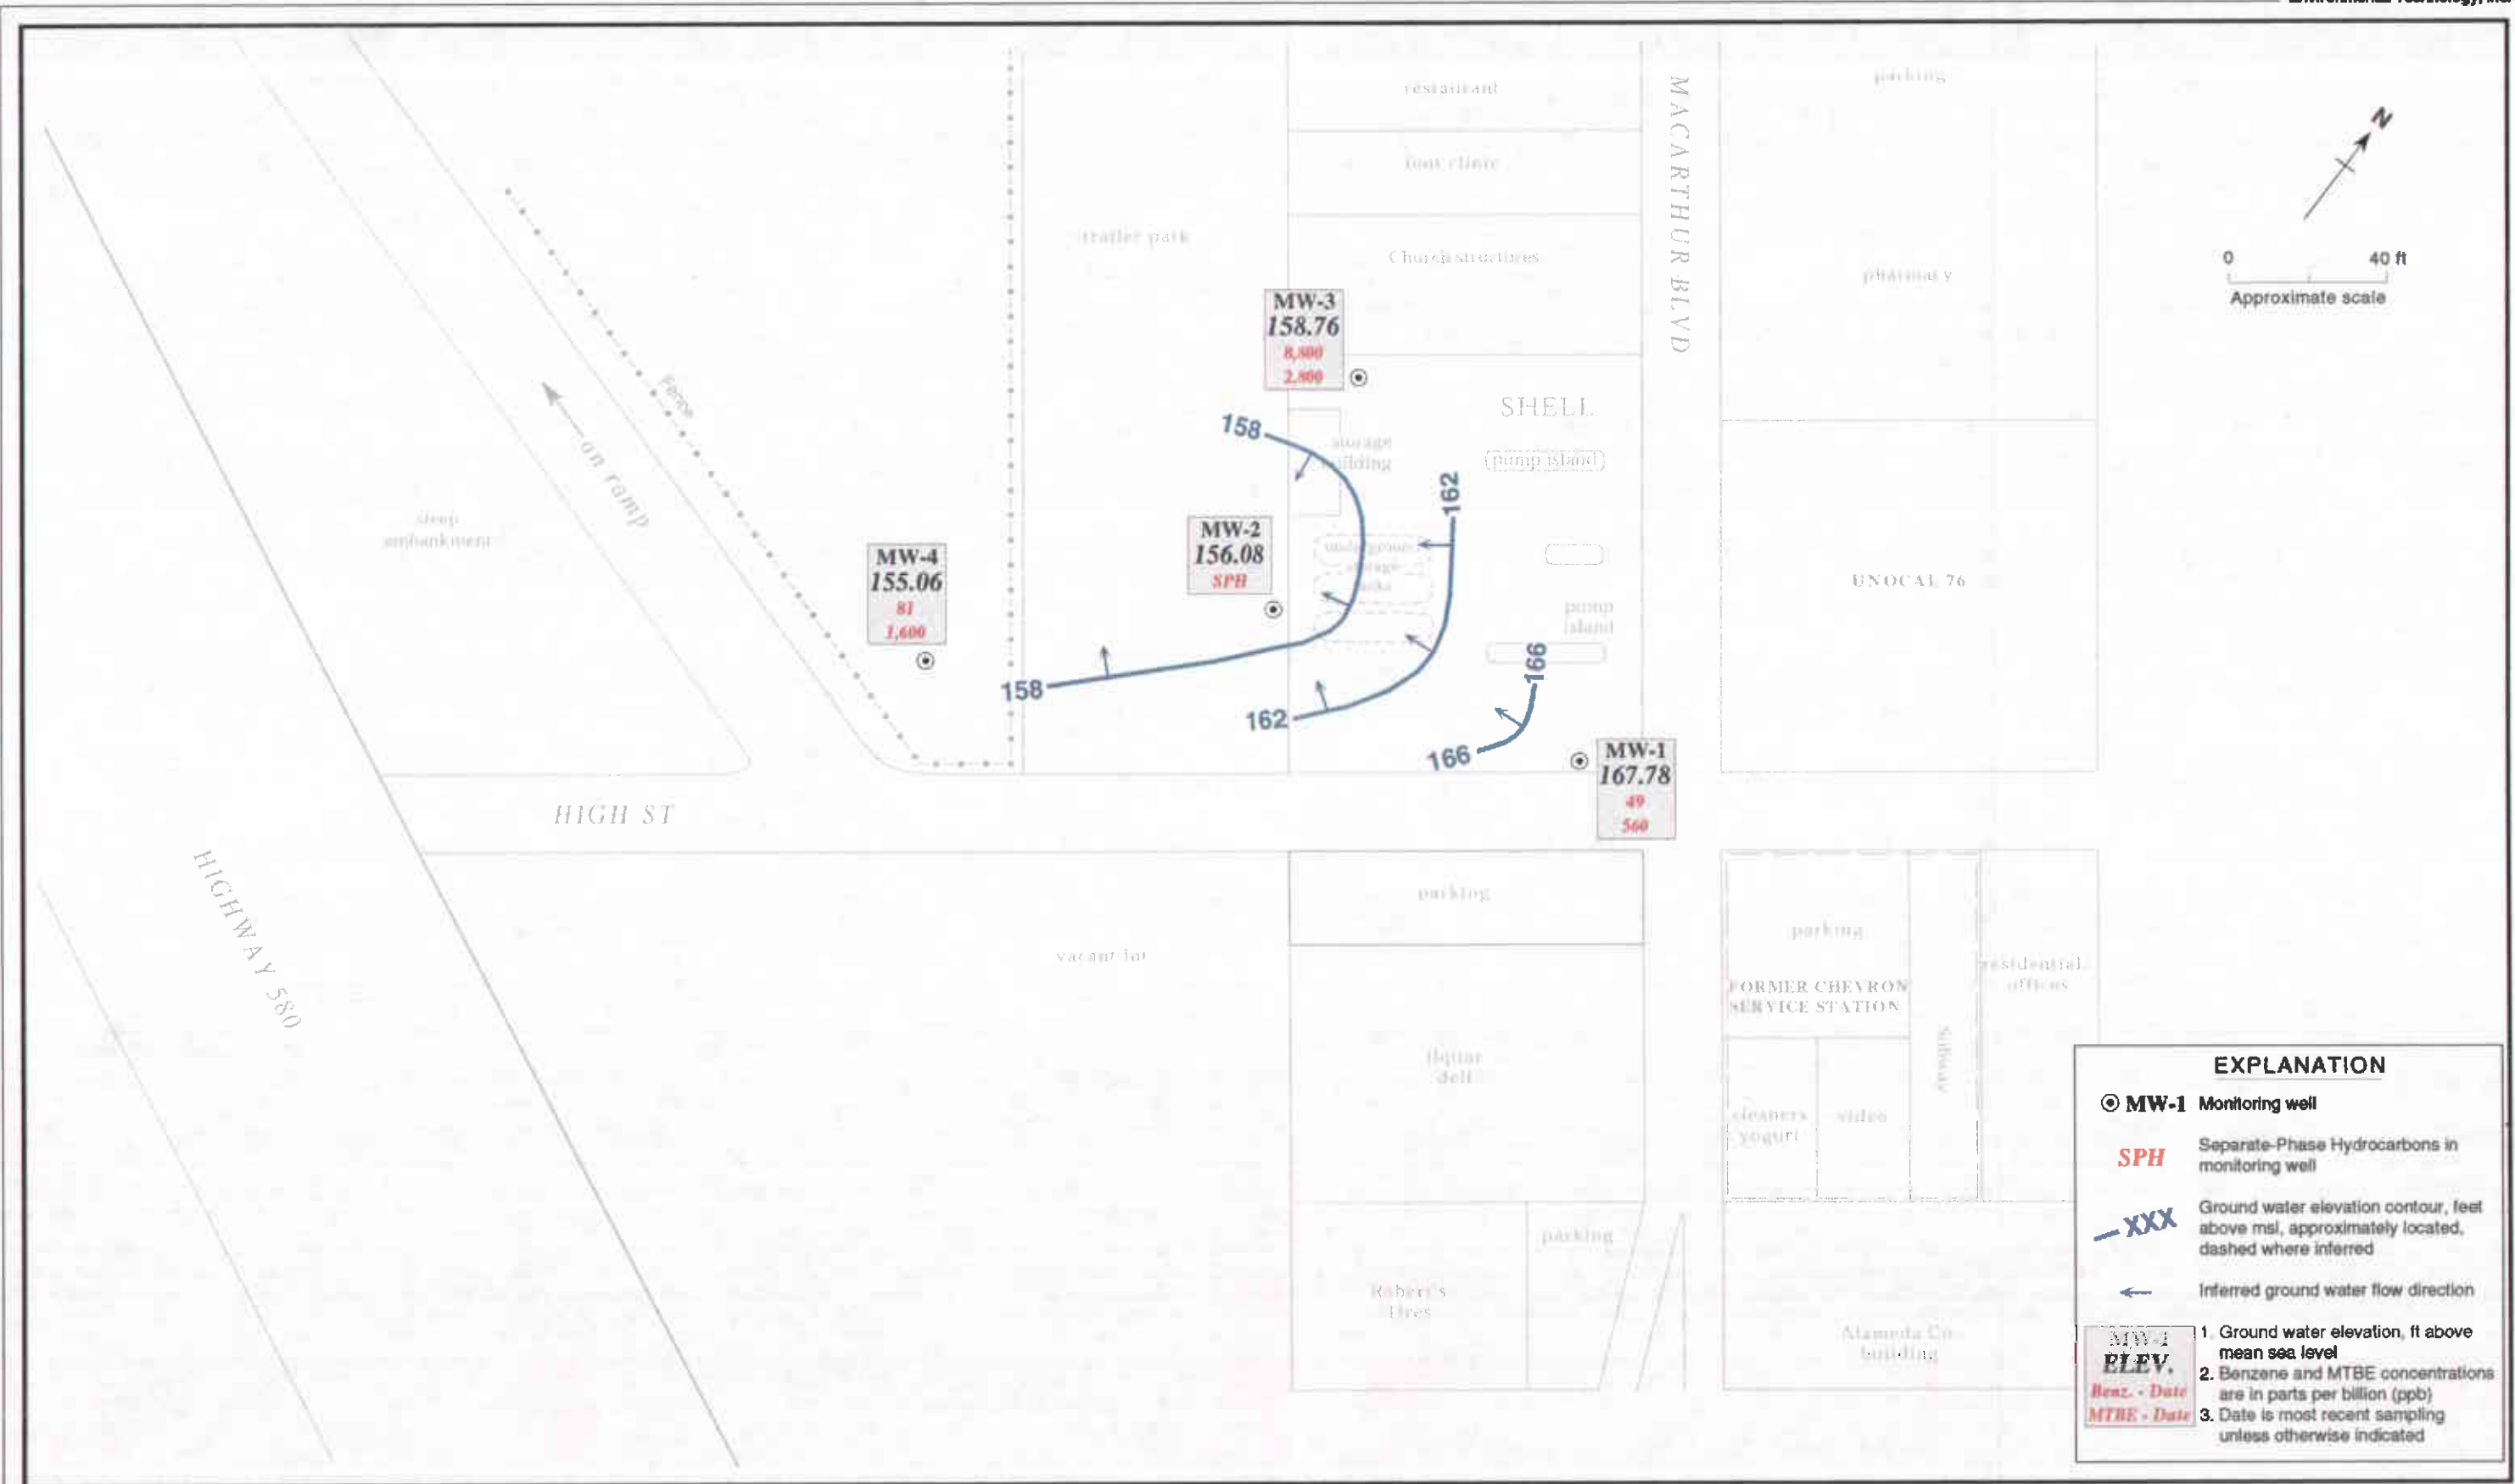 restaurant
foot clinic
Church structures
trailer park
MACARTHUR BLVD
parking
pharmacy
N
0 40 ft
Approximate scale
MW-3
158.76
8,800
2,800
SHELL
158
storage
building
pump island
162
Fence
on ramp
steep
embankment
MW-4
155.06
81
1,600
MW-2
156.08
SPH
underground
storage
tanks
pump
island
UNOCAL 76
158
162
166
166
MW-1
167.78
49
560
HIGH ST
HIGHWAY 580
vacant lot
parking
parking
FORMER CHEVRON
SERVICE STATION
Subway
residential
offices
liquor
deli
cleaners
yogurt
video
parking
Robert's
Tires
Alameda Co.
building
EXPLANATION
MW-1 Monitoring well
SPH Separate-Phase Hydrocarbons in
monitoring well
XXX Ground water elevation contour, feet
above msl, approximately located,
dashed where inferred
Inferred ground water flow direction
MW-1
ELEV.
Benz. - Date
MTBE - Date
1. Ground water elevation, ft above
mean sea level
2. Benzene and MTBE concentrations
are in parts per billion (ppb)
3. Date is most recent sampling
unless otherwise indicated